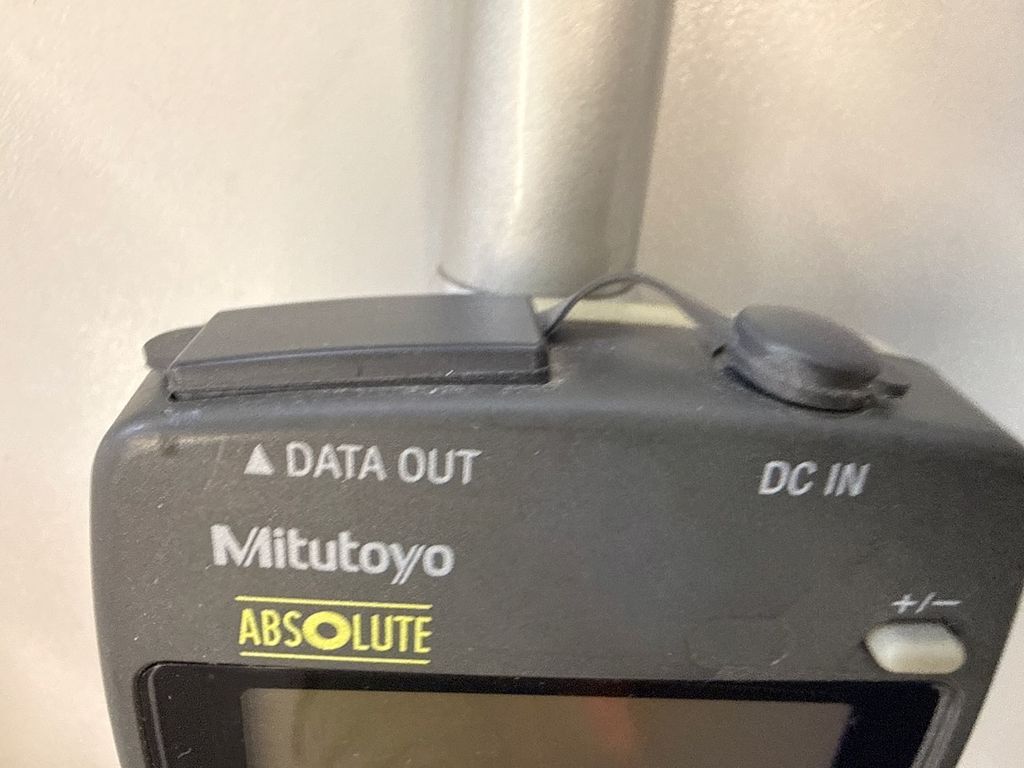 ▲ DATA OUT
DC IN
Mitutoyo
ABSOLUTE
+/−